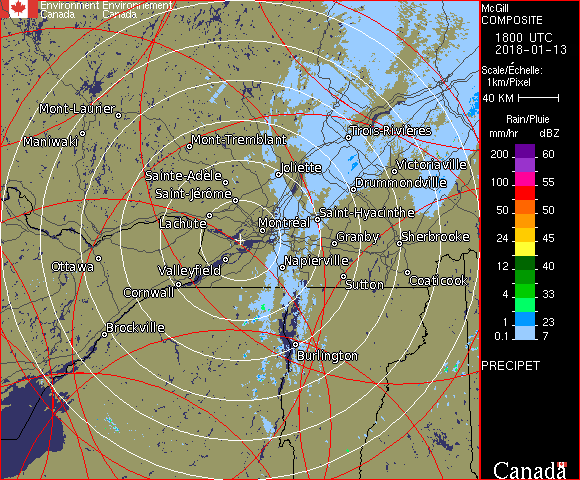 Environment Environnement
Canada Canada
Mont-Laurier
Maniwaki
Mont-Tremblant
Trois-Rivières
Sainte-Adèle
Joliette
Victoriaville
Saint-Jérôme
Drummondville
Lachute
Montréal
Saint-Hyacinthe
Granby
Sherbrooke
Ottawa
Valleyfield
Napierville
Cornwall
Sutton
Coaticook
Brockville
Burlington
McGill
COMPOSITE
1800 UTC
2018-01-13
Scale/Échelle:
1km/Pixel
40 KM
Rain/Pluie
mm/hr dBZ
200 60
100 55
50 50
24 45
12 40
4 33
1 23
0.1 7
PRECIPET
Canada